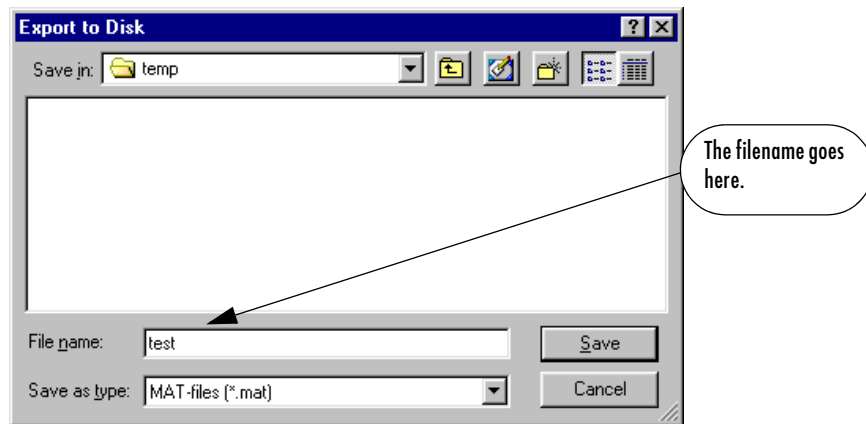 Export to Disk
Save in: temp
The filename goes
here.
File name: test
Save
Save as type: MAT-files (*.mat)
Cancel